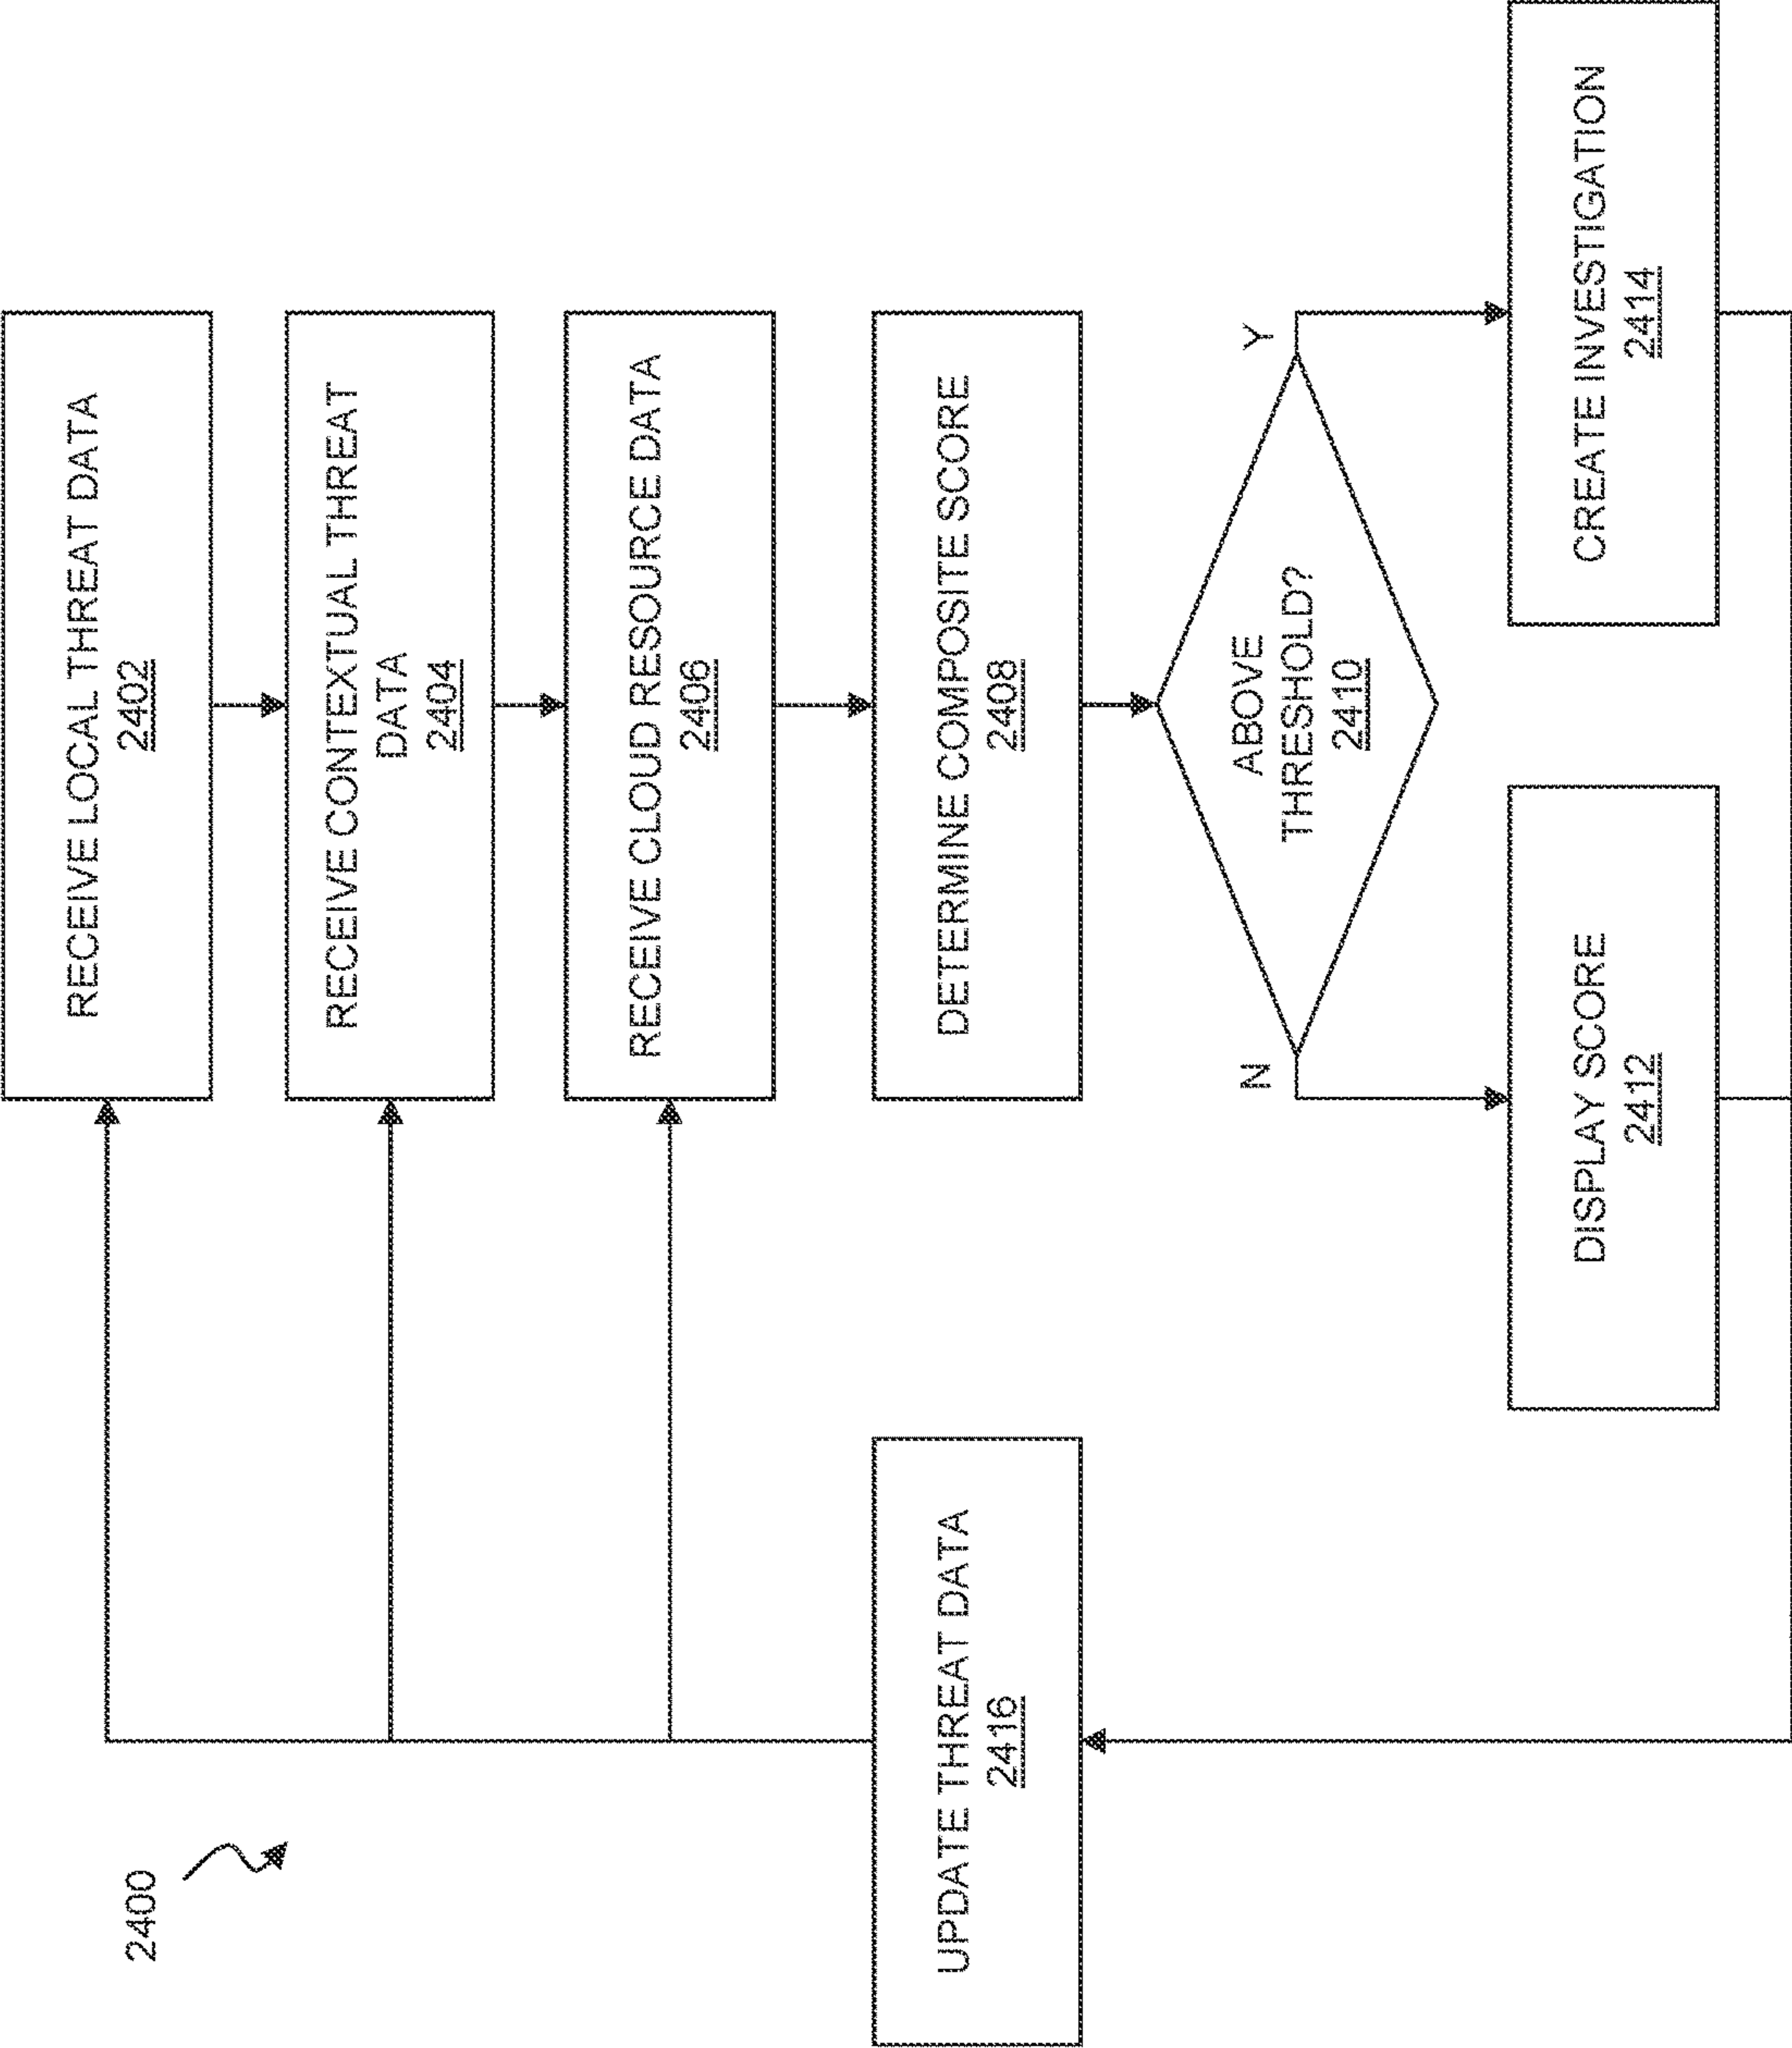 2400
RECEIVE LOCAL THREAT DATA
2402
RECEIVE CONTEXTUAL THREAT
DATA
2404
RECEIVE CLOUD RESOURCE DATA
2406
DETERMINE COMPOSITE SCORE
2408
UPDATE THREAT DATA
2416
ABOVE
THRESHOLD?
2410
N
Y
DISPLAY SCORE
2412
CREATE INVESTIGATION
2414